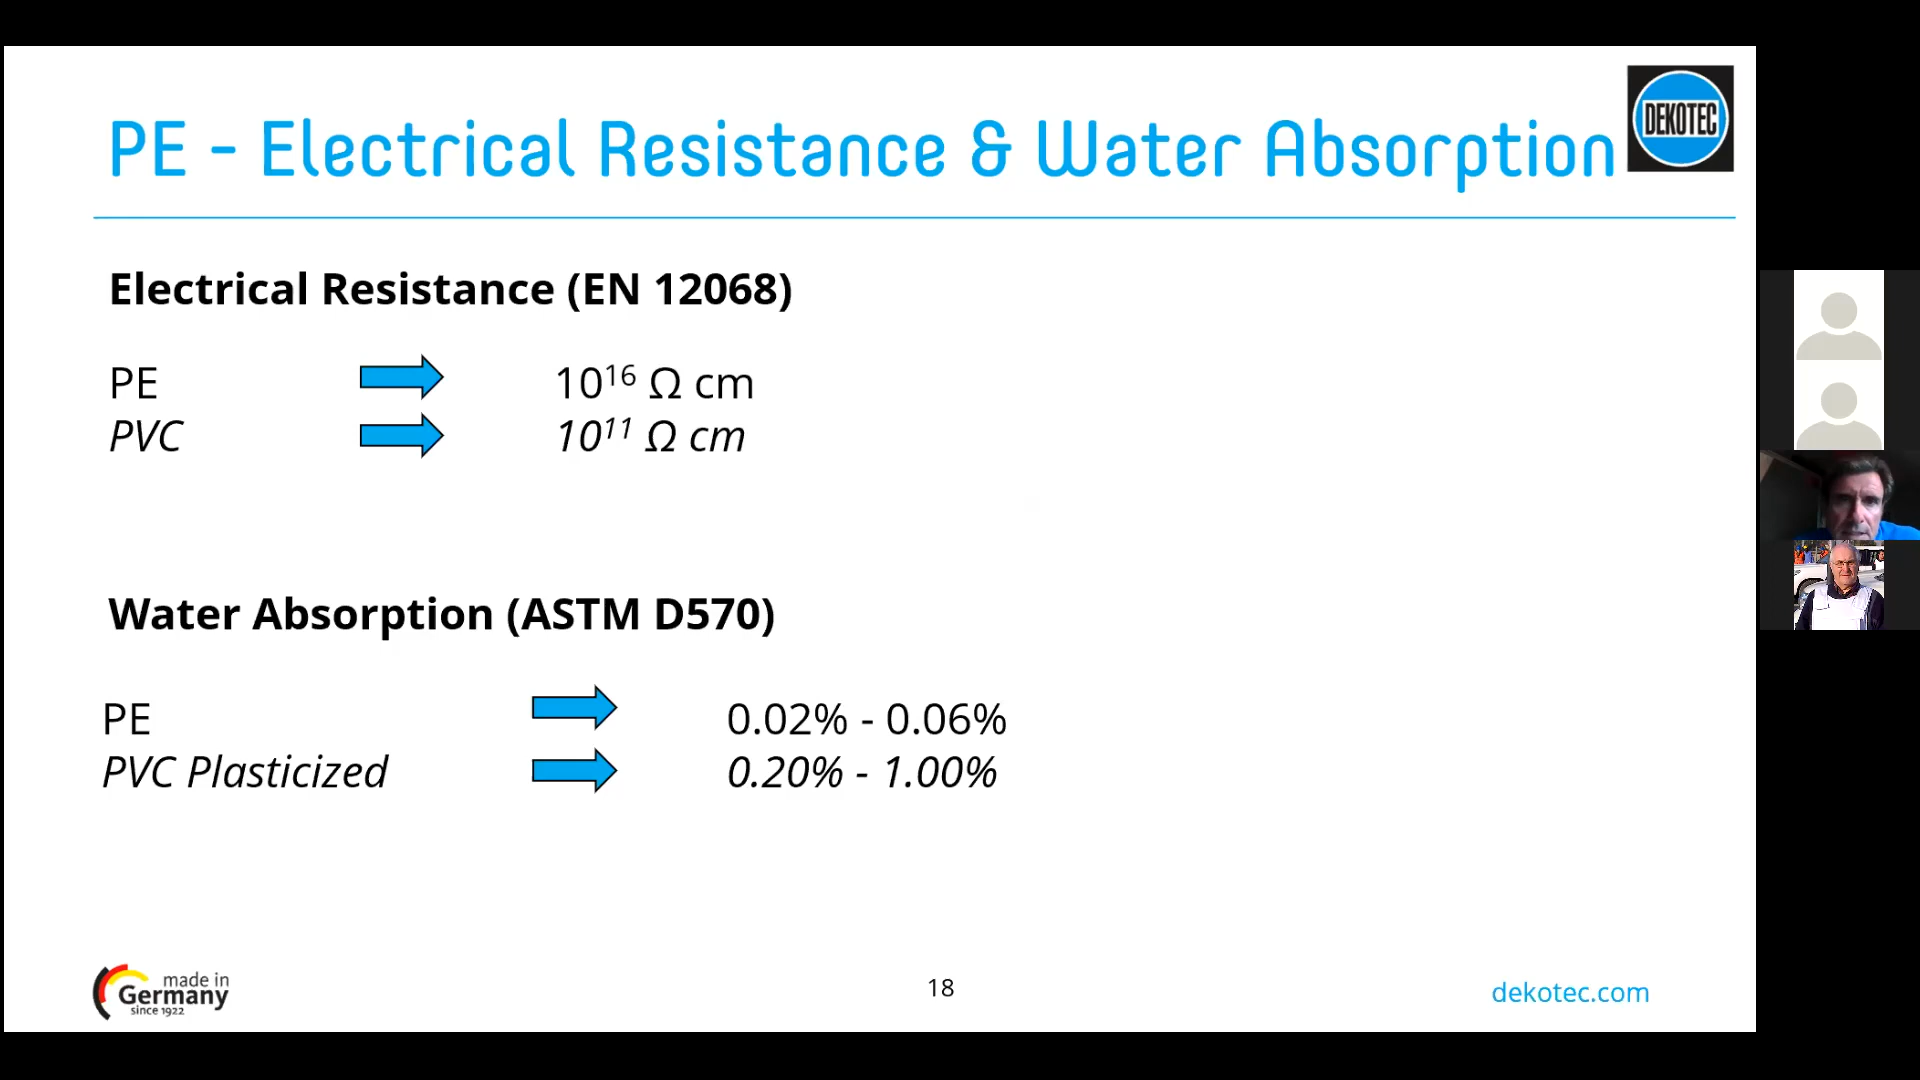 PE - Electrical Resistance & Water Absorption
DEKOTEC
Electrical Resistance (EN 12068)
PE 10¹⁶ Ω cm
PVC 10¹¹ Ω cm
Water Absorption (ASTM D570)
PE 0.02% - 0.06%
PVC Plasticized 0.20% - 1.00%
made in
Germany
since 1922
18
dekotec.com